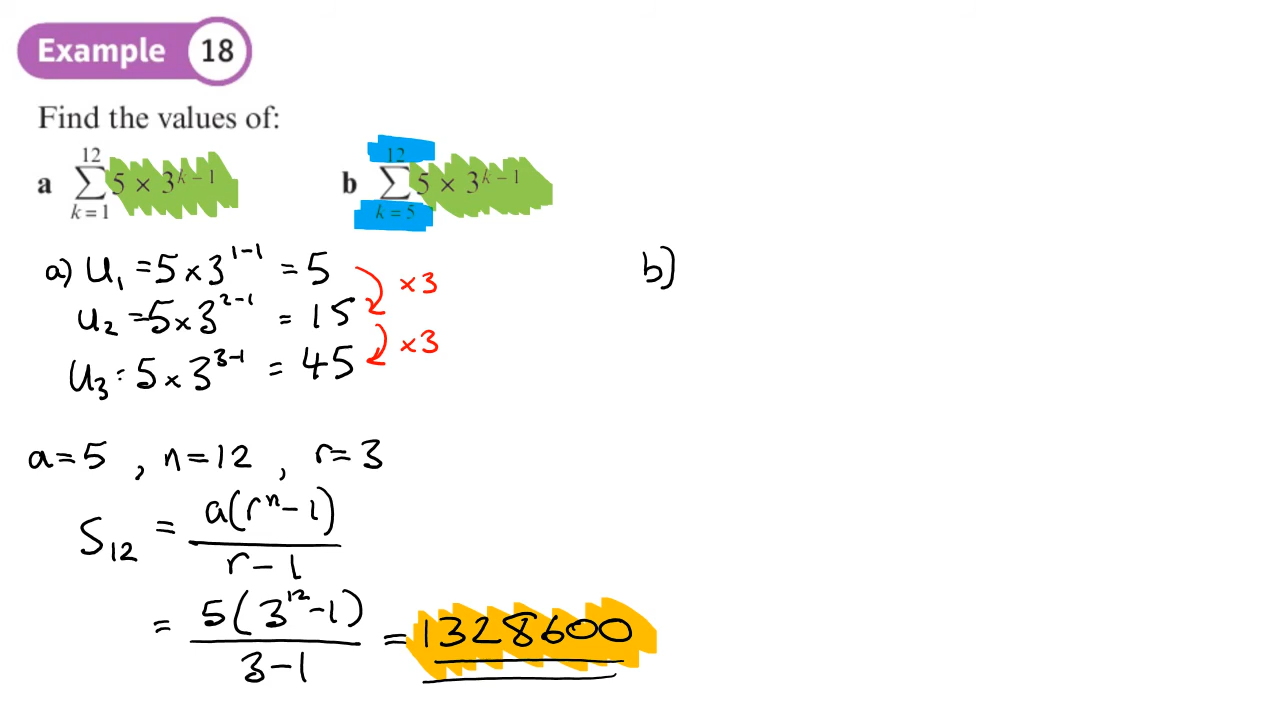 Example 18
Find the values of:
a ∑_{k=1}^{12} 5 × 3^{k-1}
b ∑_{k=5}^{12} 5 × 3^{k-1}
a) u₁ = 5 × 3^{1-1} = 5
×3
u₂ = 5 × 3^{2-1} = 15
×3
u₃ = 5 × 3^{3-1} = 45
a = 5 , n = 12 , r = 3
S₁₂ = a(rⁿ - 1) / r - 1
= 5(3^{12} - 1) / 3 - 1 = 1328600
b)